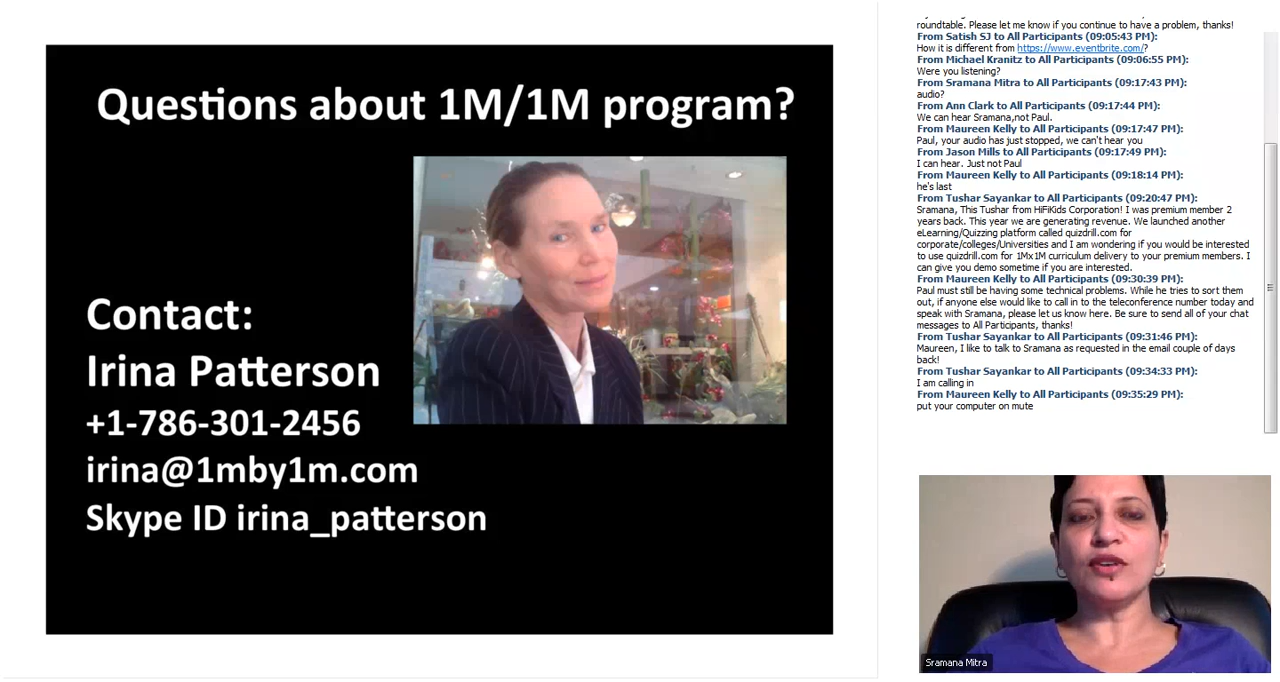 Questions about 1M/1M program?
Contact:
Irina Patterson
+1-786-301-2456
irina@1mby1m.com
Skype ID irina_patterson
roundtable. Please let me know if you continue to have a problem, thanks!
From Satish SJ to All Participants (09:05:43 PM):
How it is different from https://www.eventbrite.com/?
From Michael Kranitz to All Participants (09:06:55 PM):
Were you listening?
From Sramana Mitra to All Participants (09:17:43 PM):
audio?
From Ann Clark to All Participants (09:17:44 PM):
We can hear Sramana,not Paul.
From Maureen Kelly to All Participants (09:17:47 PM):
Paul, your audio has just stopped, we can't hear you
From Jason Mills to All Participants (09:17:49 PM):
I can hear. Just not Paul
From Maureen Kelly to All Participants (09:18:14 PM):
he's last
From Tushar Sayankar to All Participants (09:20:47 PM):
Sramana, This Tushar from HiFiKids Corporation! I was premium member 2
years back. This year we are generating revenue. We launched another
eLearning/Quizzing platform called quizdrill.com for
corporate/colleges/Universities and I am wondering if you would be interested
to use quizdrill.com for 1Mx1M curriculum delivery to your premium members. I
can give you demo sometime if you are interested.
From Maureen Kelly to All Participants (09:30:39 PM):
Paul must still be having some technical problems. While he tries to sort them
out, if anyone else would like to call in to the teleconference number today and
speak with Sramana, please let us know here. Be sure to send all of your chat
messages to All Participants, thanks!
From Tushar Sayankar to All Participants (09:31:46 PM):
Maureen, I like to talk to Sramana as requested in the email couple of days
back!
From Tushar Sayankar to All Participants (09:34:33 PM):
I am calling in
From Maureen Kelly to All Participants (09:35:29 PM):
put your computer on mute
Sramana Mitra